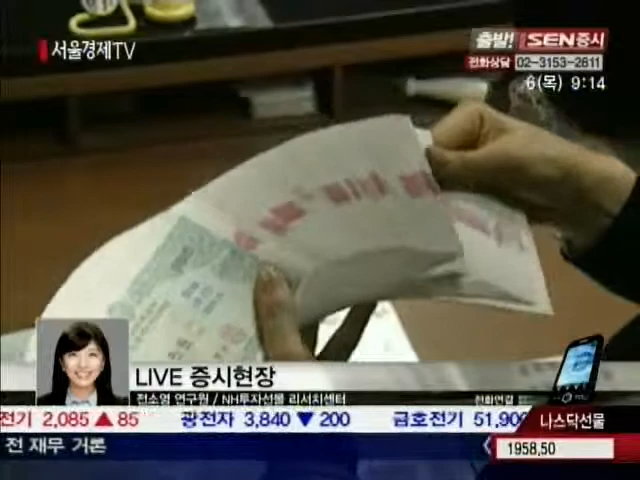 서울경제TV
출발! SEN증시
전화상담 02-3153-2611
6(목) 9:14
LIVE 증시현장
전소영 연구원 / NH투자선물 리서치센터
전화연결
전기 2,085▲85 광전자 3,840▼200 금호전기 51,900
나스닥선물
1958,50
전 재무 거론